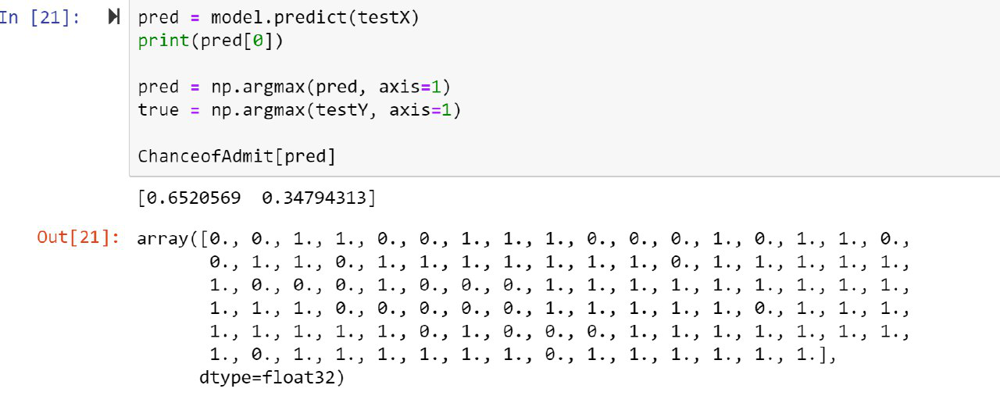 In [21]:
pred = model.predict(testX)
print(pred[0])
pred = np.argmax(pred, axis=1)
true = np.argmax(testY, axis=1)
ChanceofAdmit[pred]
[0.6520569 0.34794313]
Out[21]:
array([0., 0., 1., 1., 0., 0., 1., 1., 1., 0., 0., 0., 1., 0., 1., 1., 0.,
0., 1., 1., 0., 1., 1., 1., 1., 1., 1., 0., 1., 1., 1., 1., 1.,
1., 0., 0., 0., 1., 0., 0., 0., 1., 1., 1., 1., 1., 1., 1., 1., 1.,
1., 1., 1., 0., 0., 0., 0., 0., 1., 1., 1., 1., 1., 0., 1., 1., 1.,
1., 1., 1., 1., 1., 0., 1., 0., 0., 0., 1., 1., 1., 1., 1., 1., 1.,
1., 0., 1., 1., 1., 1., 1., 1., 0., 1., 1., 1., 1., 1., 1.],
dtype=float32)